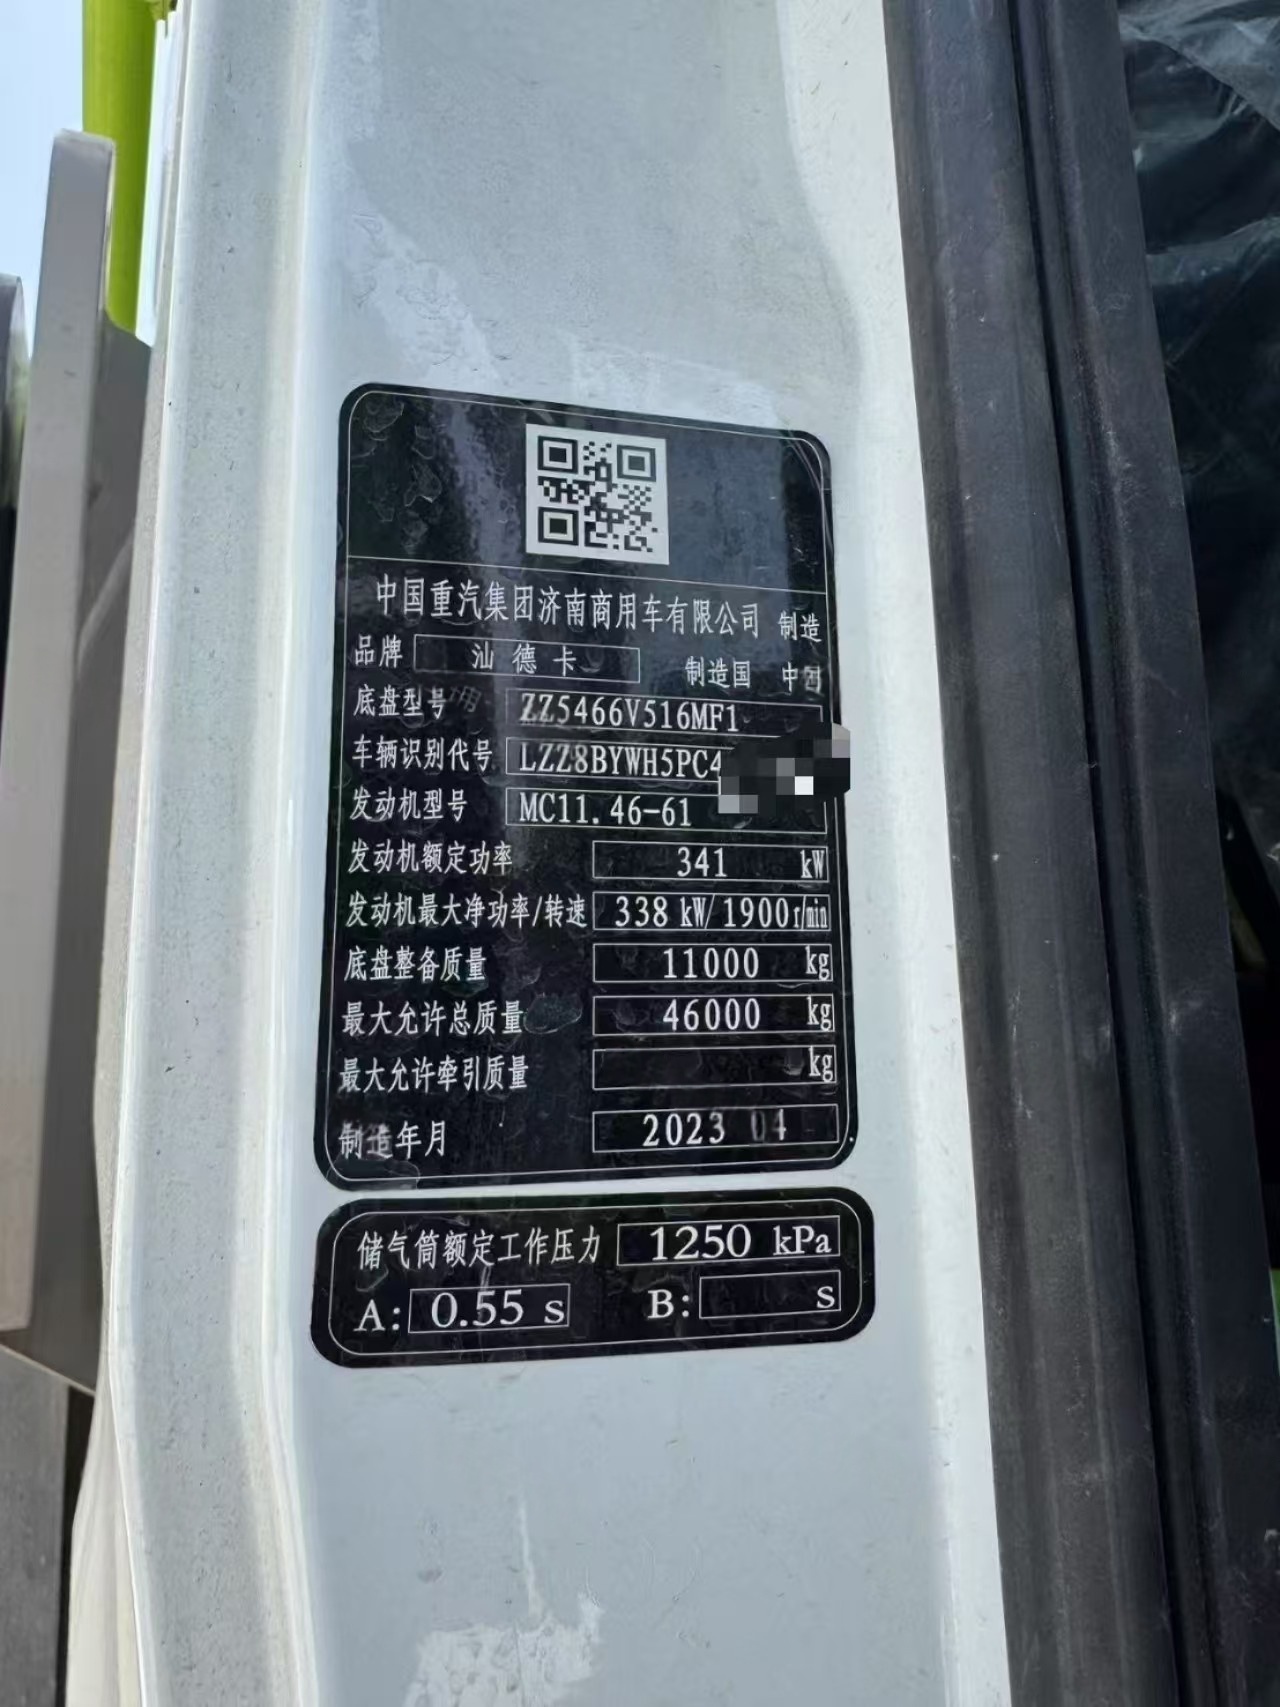 中国重汽集团济南商用车有限公司 制造
品牌 汕德卡 制造国 中国
底盘型号 ZZ5466V516MF1
车辆识别代号 LZZ8BYWH5PC4
发动机型号 MC11.46-61
发动机额定功率 341 kW
发动机最大净功率/转速 338 kW/ 1900 r/min
底盘整备质量 11000 kg
最大允许总质量 46000 kg
最大允许牵引质量 kg
制造年月 2023 04
储气筒额定工作压力 1250 kPa
A: 0.55 s B: s